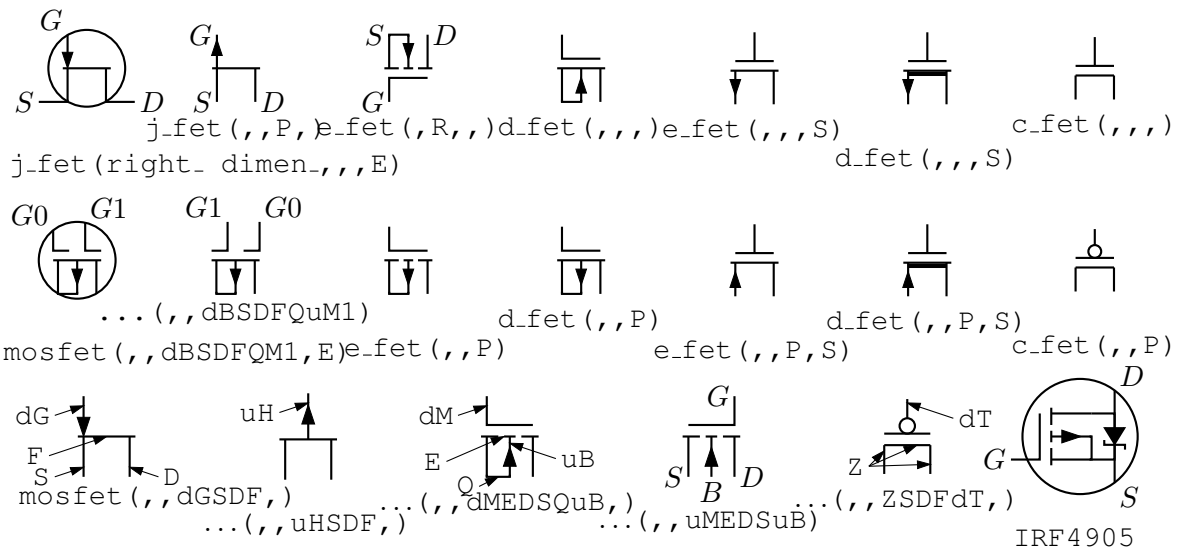 G
G
S D
D
S D
S D
G
j_fet(,,P,)
e_fet(,R,,)
d_fet(,,,)
e_fet(,,,S)
c_fet(,,,)
j_fet(right_ dimen_,,,E)
d_fet(,,,S)
G0 G1
G1 G0
...(,,dBSDFQuM1)
d_fet(,,P)
d_fet(,,P,S)
mosfet(,,dBSDFQM1,E)
e_fet(,,P)
e_fet(,,P,S)
c_fet(,,P)
dG
uH
dM
G
dT
D
F
E
uB
Z
G
S
D
Q
S
B
D
S
mosfet(,,dGSDF,)
...(,,uHSDF,)
...(,,dMEDSQuB,)
...(,,uMEDSuB)
...(,,ZSDFdT,)
IRF4905